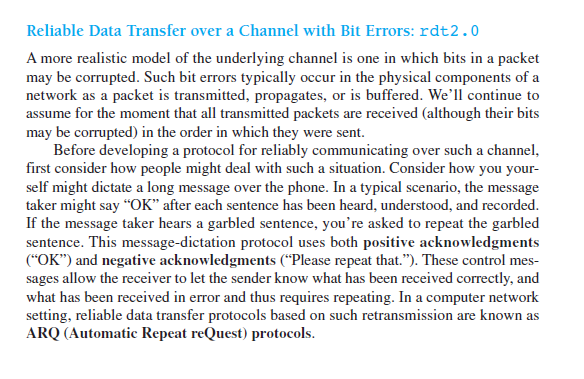 Reliable Data Transfer over a Channel with Bit Errors: rdt2.0
A more realistic model of the underlying channel is one in which bits in a packet
may be corrupted. Such bit errors typically occur in the physical components of a
network as a packet is transmitted, propagates, or is buffered. We’ll continue to
assume for the moment that all transmitted packets are received (although their bits
may be corrupted) in the order in which they were sent.
Before developing a protocol for reliably communicating over such a channel,
first consider how people might deal with such a situation. Consider how you your-
self might dictate a long message over the phone. In a typical scenario, the message
taker might say “OK” after each sentence has been heard, understood, and recorded.
If the message taker hears a garbled sentence, you’re asked to repeat the garbled
sentence. This message-dictation protocol uses both positive acknowledgments
(“OK”) and negative acknowledgments (“Please repeat that.”). These control mes-
sages allow the receiver to let the sender know what has been received correctly, and
what has been received in error and thus requires repeating. In a computer network
setting, reliable data transfer protocols based on such retransmission are known as
ARQ (Automatic Repeat reQuest) protocols.